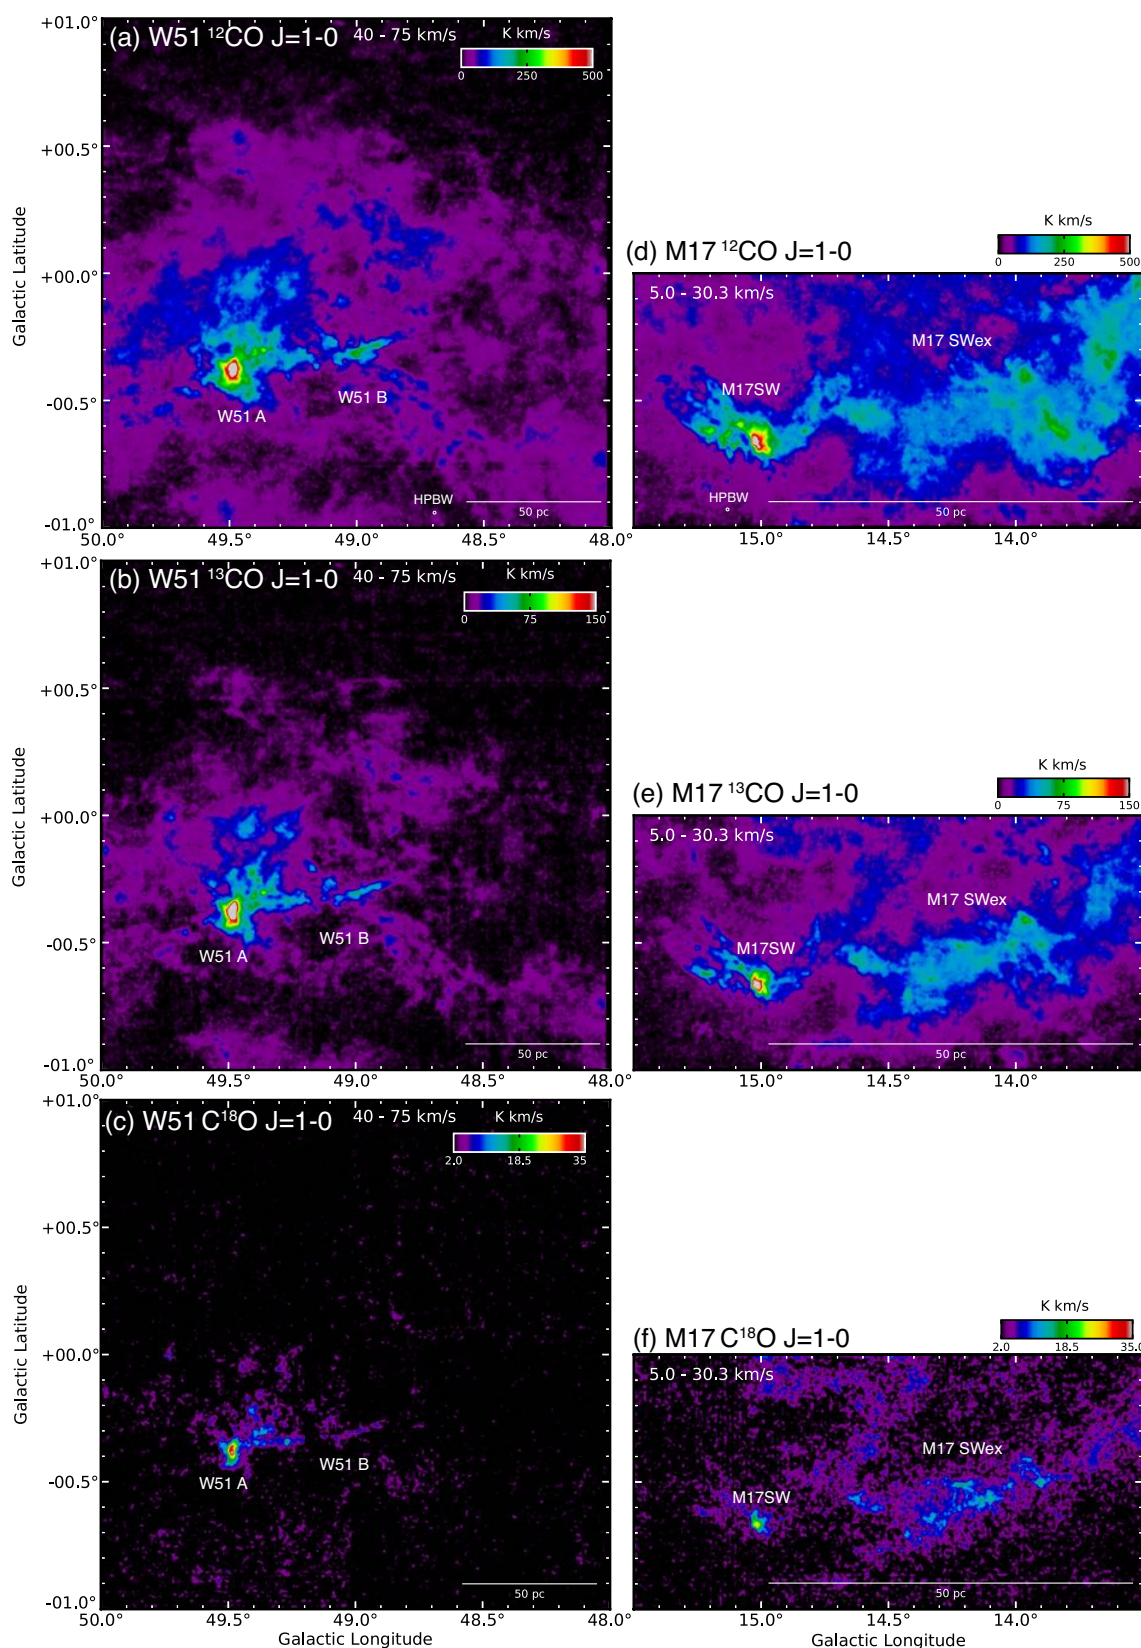 (a) W51 ¹²CO J=1-0 40 - 75 km/s K km/s
0 250 500
+01.0°
+00.5°
+00.0°
-00.5°
-01.0°
Galactic Latitude
W51 A
W51 B
HPBW
50 pc
50.0° 49.5° 49.0° 48.5° 48.0°
(d) M17 ¹²CO J=1-0
K km/s
0 250 500
5.0 - 30.3 km/s
M17 SWex
M17SW
HPBW
50 pc
15.0° 14.5° 14.0°
(b) W51 ¹³CO J=1-0 40 - 75 km/s K km/s
0 75 150
+01.0°
+00.5°
+00.0°
-00.5°
-01.0°
Galactic Latitude
W51 A
W51 B
50 pc
50.0° 49.5° 49.0° 48.5° 48.0°
(e) M17 ¹³CO J=1-0
K km/s
0 75 150
5.0 - 30.3 km/s
M17 SWex
M17SW
50 pc
15.0° 14.5° 14.0°
(c) W51 C¹⁸O J=1-0 40 - 75 km/s K km/s
2.0 18.5 35
+01.0°
+00.5°
+00.0°
-00.5°
-01.0°
Galactic Latitude
W51 A
W51 B
50 pc
50.0° 49.5° 49.0° 48.5° 48.0°
Galactic Longitude
(f) M17 C¹⁸O J=1-0
K km/s
2.0 18.5 35.0
5.0 - 30.3 km/s
M17 SWex
M17SW
50 pc
15.0° 14.5° 14.0°
Galactic Longitude